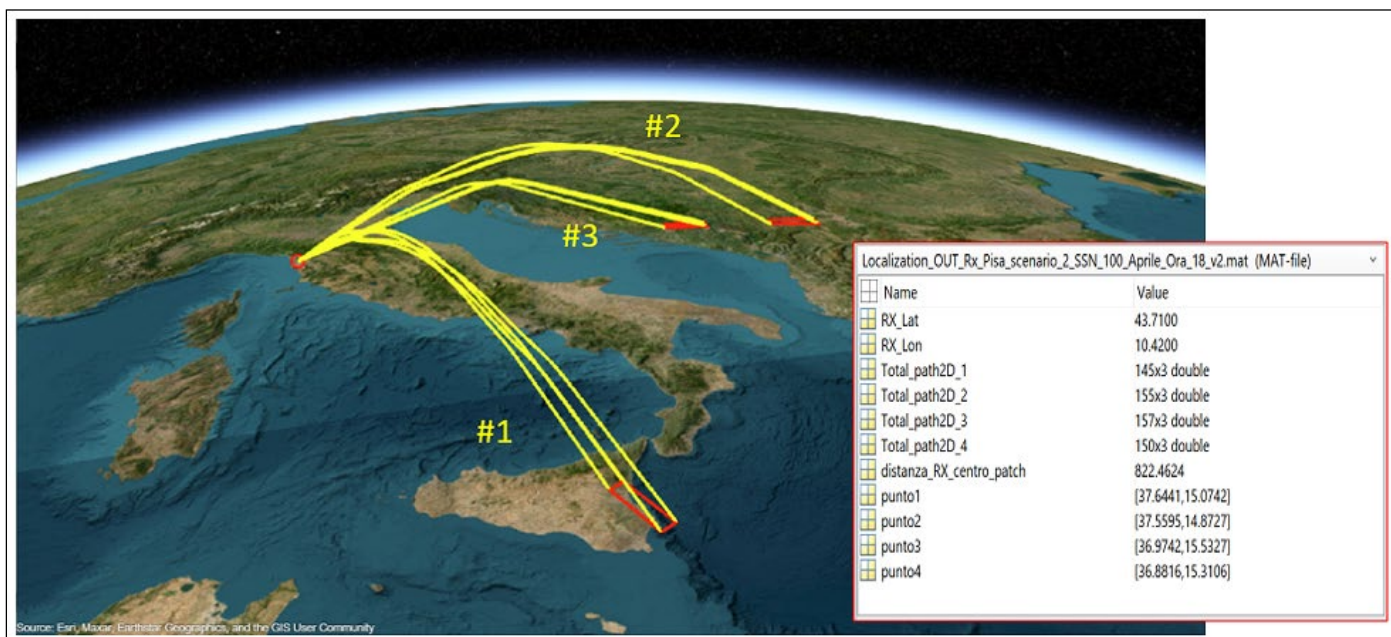 #2
#3
#1
Localization_OUT_Rx_Pisa_scenario_2_SSN_100_Aprile_Ora_18_v2.mat (MAT-file)
Name Value
RX_Lat 43.7100
RX_Lon 10.4200
Total_path2D_1 145x3 double
Total_path2D_2 155x3 double
Total_path2D_3 157x3 double
Total_path2D_4 150x3 double
distanza_RX_centro_patch 822.4624
punto1 [37.6441,15.0742]
punto2 [37.5595,14.8727]
punto3 [36.9742,15.5327]
punto4 [36.8816,15.3106]
Source: Esri, Maxar, Earthstar Geographics, and the GIS User Community